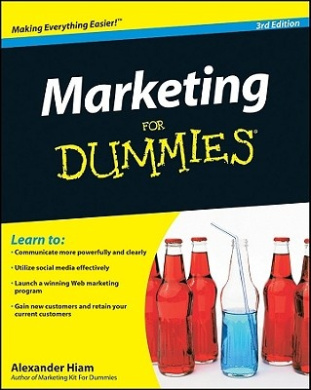 Making Everything Easier!™
3rd Edition
Marketing
FOR
DUMMIES®
Learn to:
• Communicate more powerfully and clearly
• Utilize social media effectively
• Launch a winning Web marketing
program
• Gain new customers and retain your
current customers
Alexander Hiam
Author of Marketing Kit For Dummies